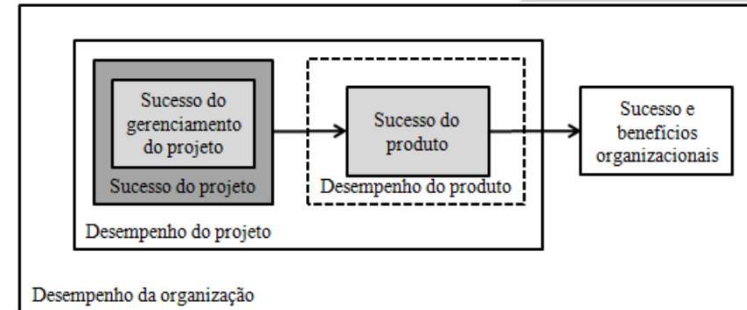 Sucesso do
gerenciamento
do projeto
Sucesso do projeto
Sucesso do
produto
Desempenho do produto
Sucesso e
benefícios
organizacionais
Desempenho do projeto
Desempenho da organização